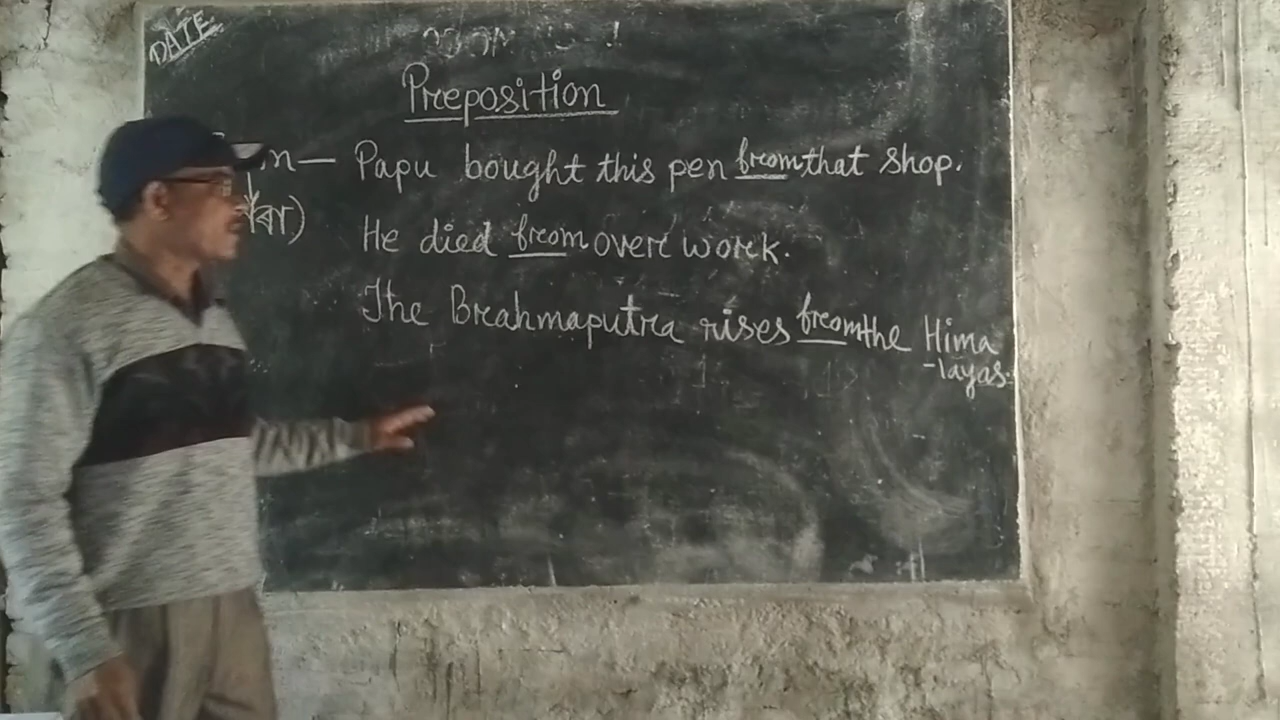 DATE
Preposition
m— Papu bought this pen from that shop.
He died from over work.
The Brahmaputra rises from the Hima
-layas.